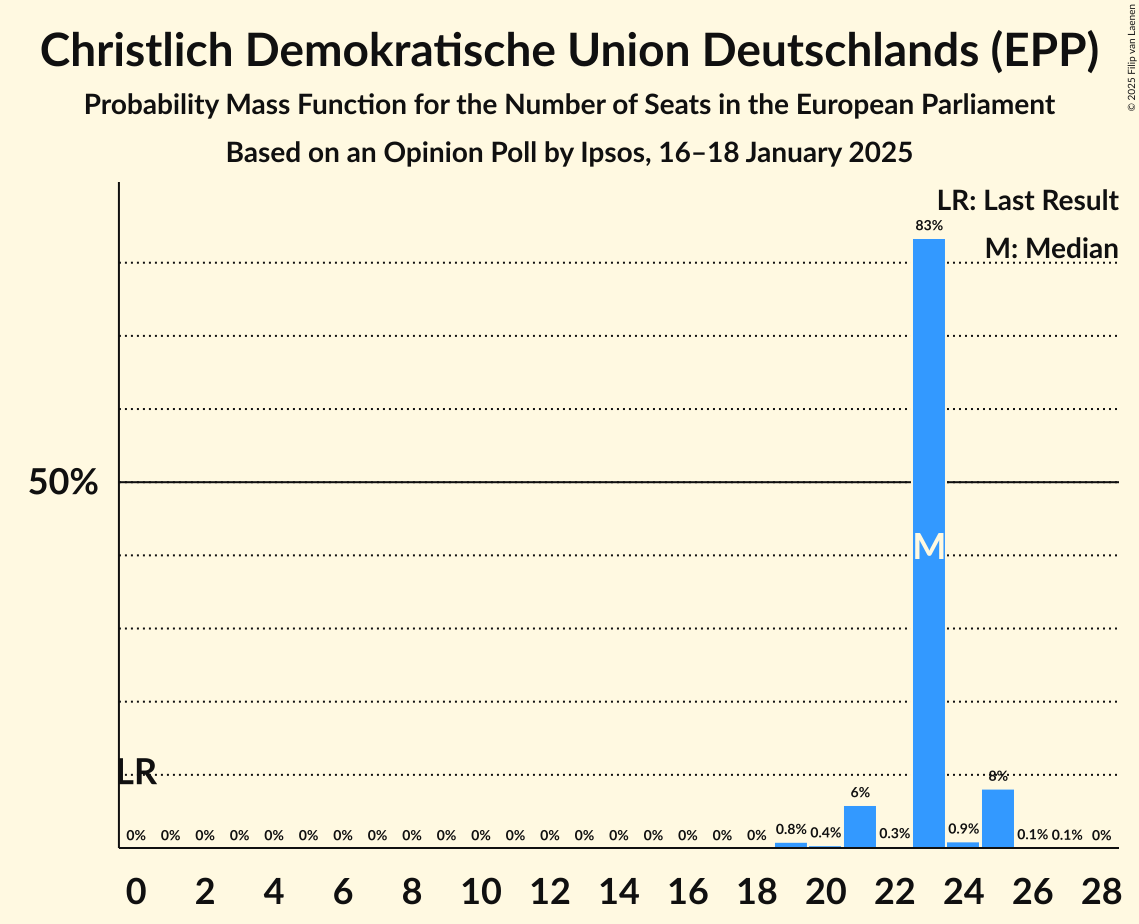 Christlich Demokratische Union Deutschlands (EPP)
Probability Mass Function for the Number of Seats in the European Parliament
Based on an Opinion Poll by Ipsos, 16–18 January 2025
© 2025 Filip van Laenen
LR: Last Result
M: Median
83%
50%
M
LR
8%
6%
0% 0% 0% 0% 0% 0% 0% 0% 0% 0% 0% 0% 0% 0% 0% 0% 0% 0% 0% 0.8% 0.4% 0.3% 0.9% 0.1% 0.1% 0%
0 2 4 6 8 10 12 14 16 18 20 22 24 26 28